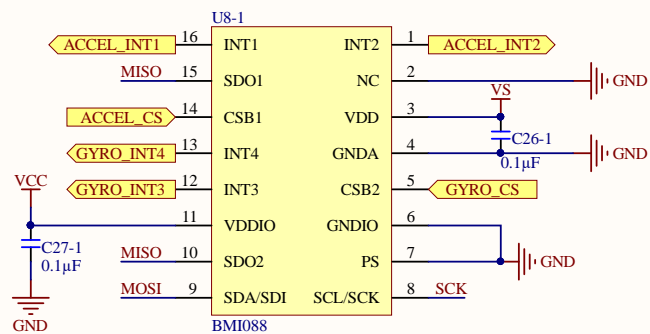 U8-1
ACCEL_INT1 16 INT1 INT2 1 ACCEL_INT2
MISO 15 SDO1 NC 2 GND
ACCEL_CS 14 CSB1 VDD 3 VS
C26-1
0.1µF
GYRO_INT4 13 INT4 GNDA 4 GND
GYRO_INT3 12 INT3 CSB2 5 GYRO_CS
VCC
11 VDDIO GNDIO 6
C27-1
0.1µF
MISO 10 SDO2 PS 7 GND
MOSI 9 SDA/SDI SCL/SCK 8 SCK
GND
BMI088